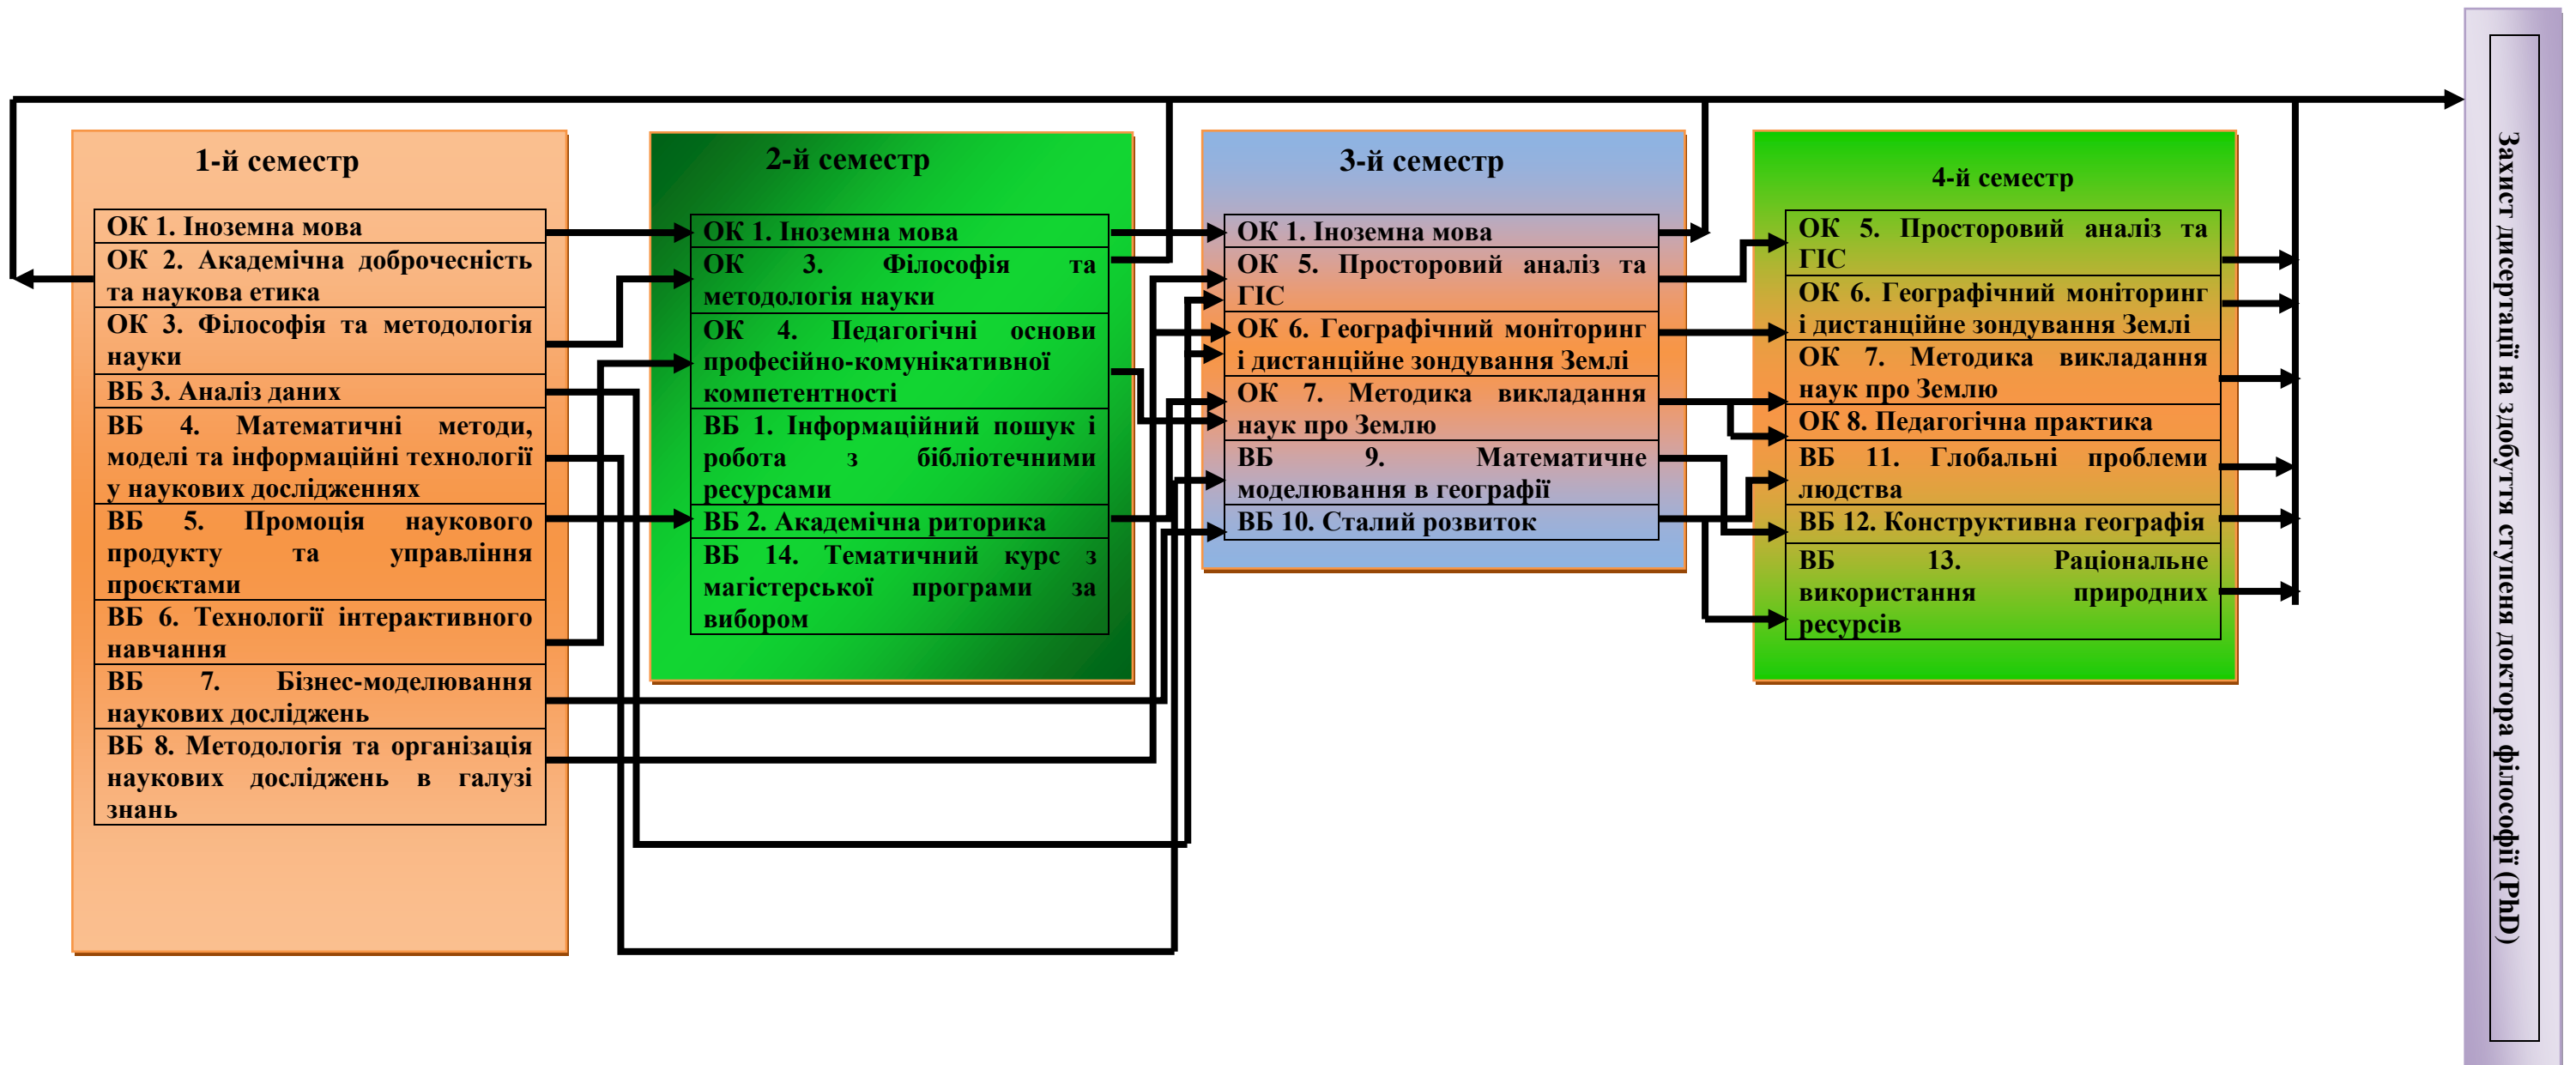 1-й семестр
ОК 1. Іноземна мова
ОК 2. Академічна доброчесність
та наукова етика
ОК 3. Філософія та методологія
науки
ВБ 3. Аналіз даних
ВБ 4. Математичні методи,
моделі та інформаційні технології
у наукових дослідженнях
ВБ 5. Промоція наукового
продукту та управління
проєктами
ВБ 6. Технології інтерактивного
навчання
ВБ 7. Бізнес-моделювання
наукових досліджень
ВБ 8. Методологія та організація
наукових досліджень в галузі
знань
2-й семестр
ОК 1. Іноземна мова
ОК 3. Філософія та
методологія науки
ОК 4. Педагогічні основи
професійно-комунікативної
компетентності
ВБ 1. Інформаційний пошук і
робота з бібліотечними
ресурсами
ВБ 2. Академічна риторика
ВБ 14. Тематичний курс з
магістерської програми за
вибором
3-й семестр
ОК 1. Іноземна мова
ОК 5. Просторовий аналіз та
ГІС
ОК 6. Географічний моніторинг
і дистанційне зондування Землі
ОК 7. Методика викладання
наук про Землю
ВБ 9. Математичне
моделювання в географії
ВБ 10. Сталий розвиток
4-й семестр
ОК 5. Просторовий аналіз та
ГІС
ОК 6. Географічний моніторинг
і дистанційне зондування Землі
ОК 7. Методика викладання
наук про Землю
ОК 8. Педагогічна практика
ВБ 11. Глобальні проблеми
людства
ВБ 12. Конструктивна географія
ВБ 13. Раціональне
використання природних
ресурсів
Захист дисертації на здобуття ступеня доктора філософії (PhD)